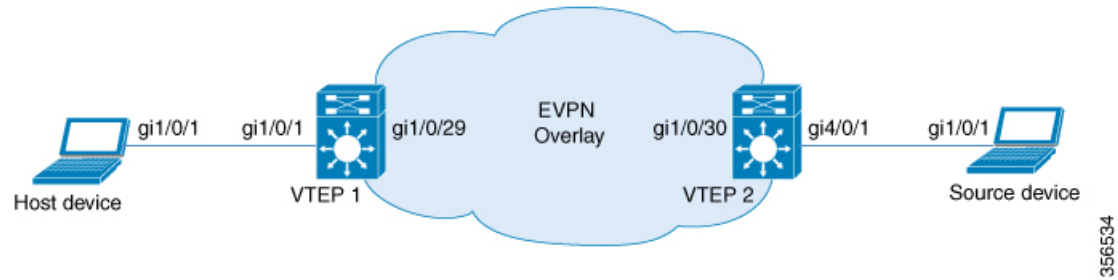 EVPN
Overlay
gi1/0/1
gi1/0/1
gi1/0/29
gi1/0/30
gi4/0/1
gi1/0/1
Host device
VTEP 1
VTEP 2
Source device
356534